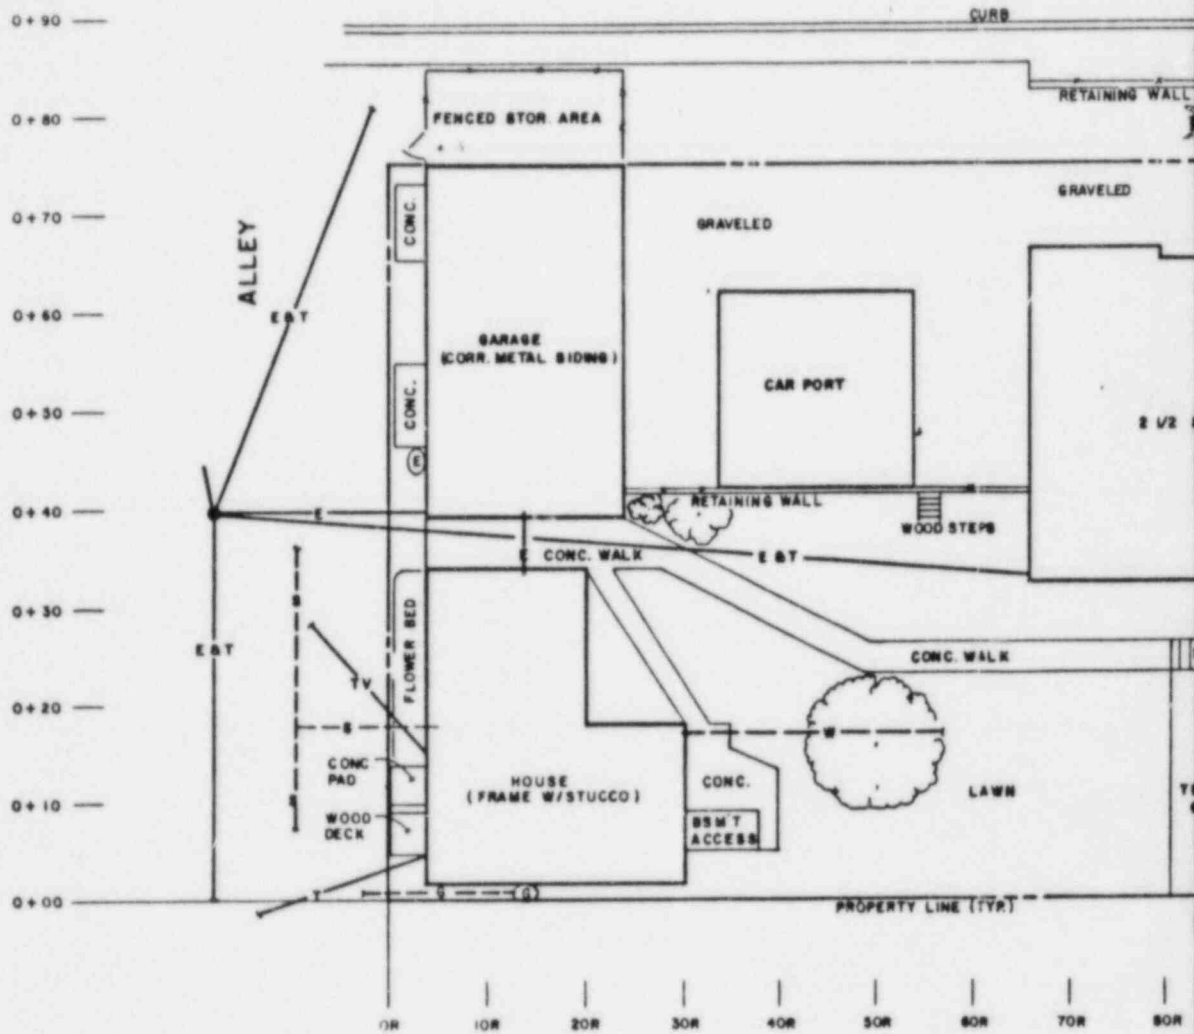 0+90
CURB
RETAINING WALL
0+80
FENCED STOR. AREA
GRAVELED
0+70
CONC.
GRAVELED
ALLEY
0+60
E&T
GARAGE
(CORR. METAL SIDING)
CAR PORT
0+50
CONC.
2 1/2
E
RETAINING WALL
0+40
E
WOOD STEPS
E CONC. WALK
E&T
0+30
S
FLOWER BED
E&T
CONC. WALK
TV
0+20
S
W
CONC
PAD
HOUSE
(FRAME W/STUCCO)
CONC.
LAWN
0+10
S
WOOD
DECK
BSM'T
ACCESS
0+00
T
G
G
PROPERTY LINE (TYP.)
0R
10R
20R
30R
40R
50R
60R
70R
80R